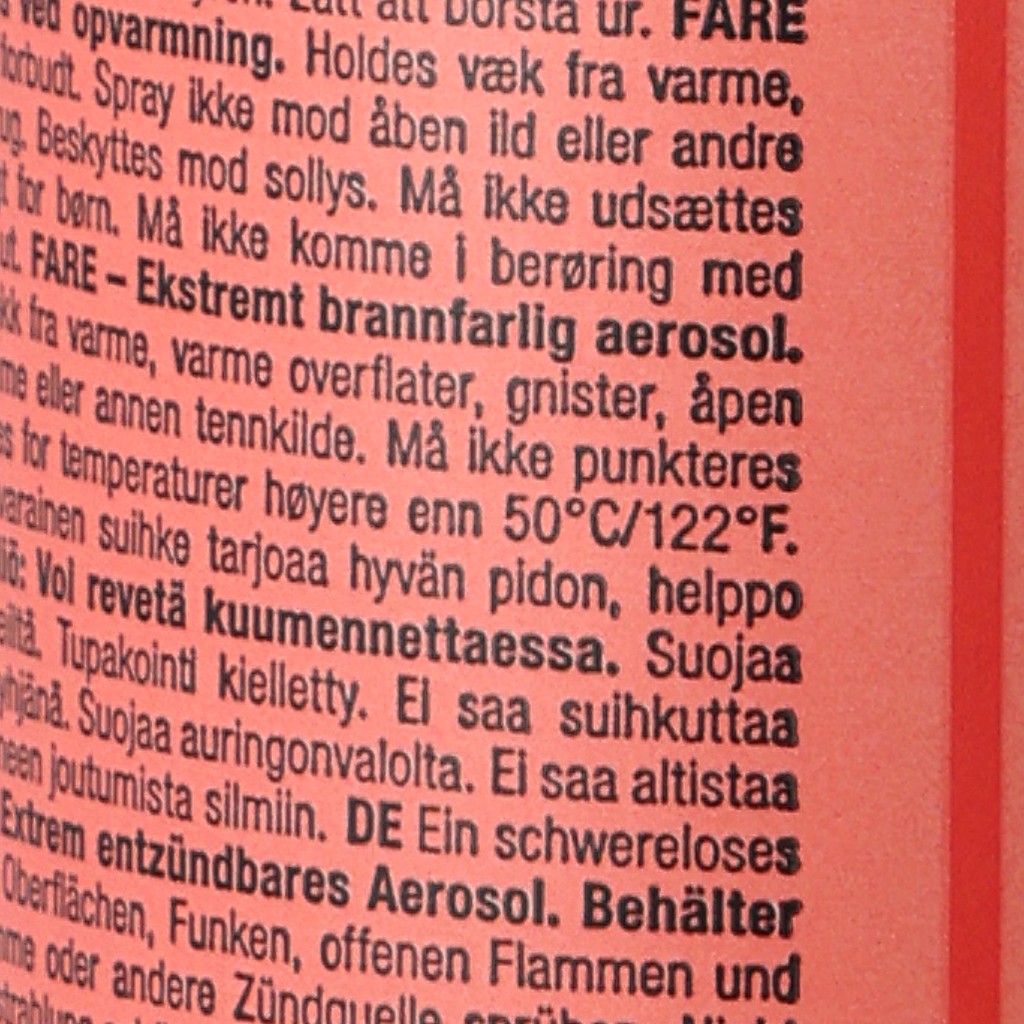 Lätt att borsta ur. FARE
ved opvarmning. Holdes væk fra varme,
forbudt. Spray ikke mod åben ild eller andre
Beskyttes mod sollys. Må ikke udsættes
for børn. Må ikke komme i berøring med
FARE – Ekstremt brannfarlig aerosol.
fra varme, varme overflater, gnister, åpen
eller annen tennkilde. Må ikke punkteres
for temperaturer høyere enn 50°C/122°F.
suihke tarjoaa hyvän pidon, helppo
Voi revetä kuumennettaessa. Suojaa
Tupakointi kielletty. Ei saa suihkuttaa
Suojaa auringonvalolta. Ei saa altistaa
joutumista silmiin. DE Ein schwereloses
Extrem entzündbares Aerosol. Behälter
Oberflächen, Funken, offenen Flammen und
oder andere Zündquelle sprühen.